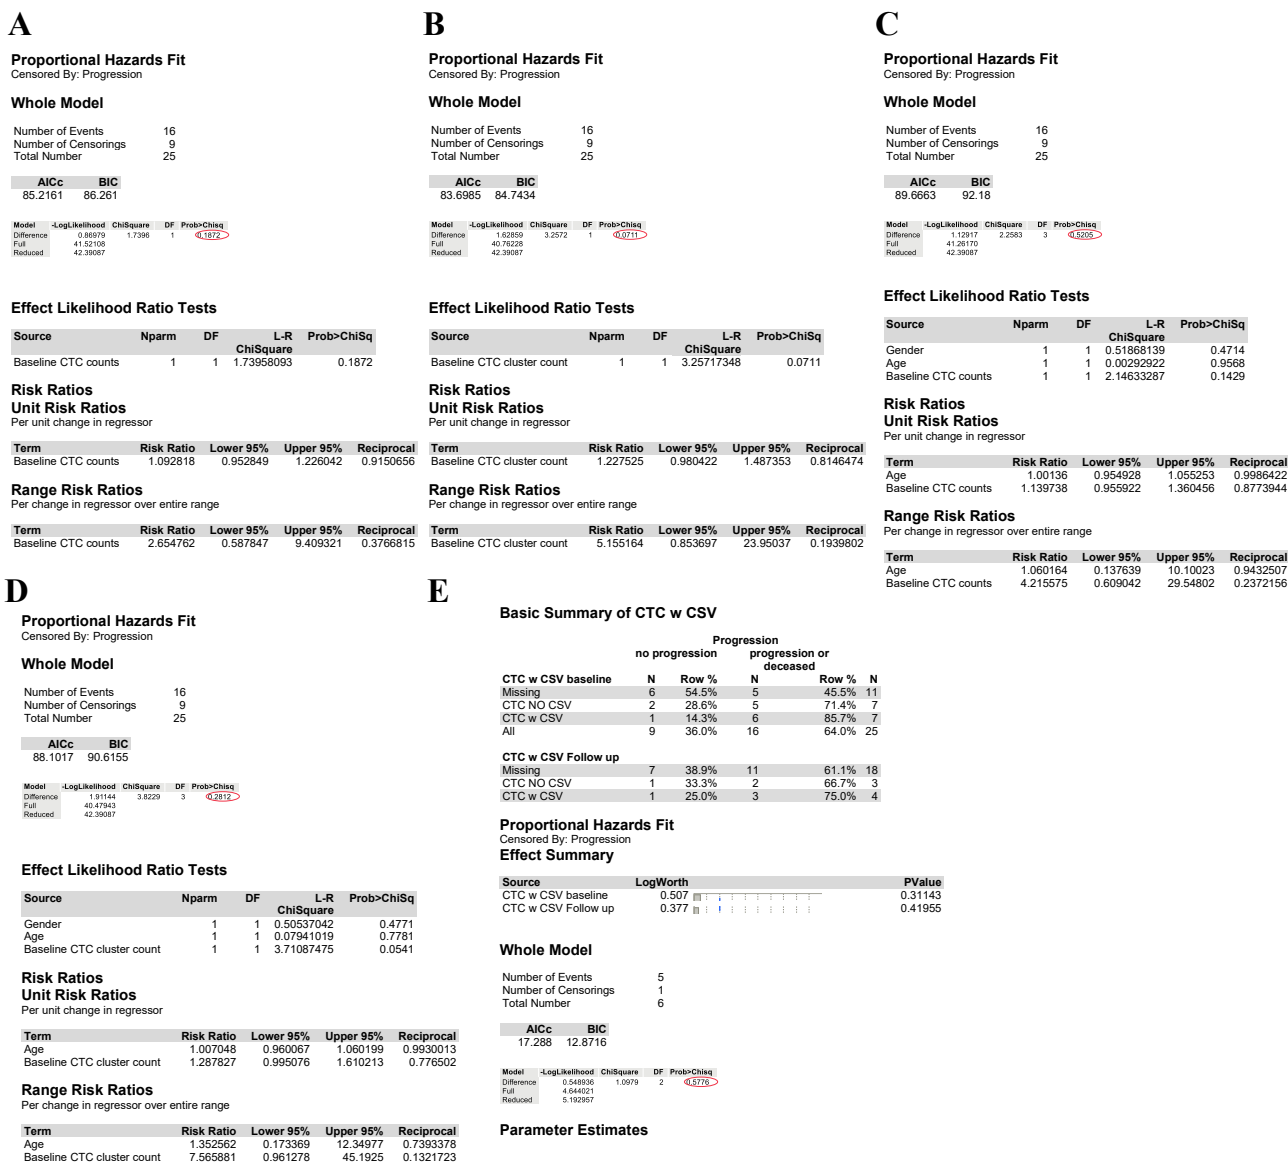 A
Proportional Hazards Fit
Censored By: Progression
Whole Model
Number of Events 16
Number of Censorings 9
Total Number 25
AICc BIC
85.2161 86.261
Model -LogLikelihood ChiSquare DF Prob>Chisq
Difference 0.86979 1.7396 1 0.1872
Full 41.52108
Reduced 42.39087
Effect Likelihood Ratio Tests
Source Nparm DF L-R ChiSquare Prob>ChiSq
Baseline CTC counts 1 1 1.73958093 0.1872
Risk Ratios
Unit Risk Ratios
Per unit change in regressor
Term Risk Ratio Lower 95% Upper 95% Reciprocal
Baseline CTC counts 1.092818 0.952849 1.226042 0.9150656
Range Risk Ratios
Per change in regressor over entire range
Term Risk Ratio Lower 95% Upper 95% Reciprocal
Baseline CTC counts 2.654762 0.587847 9.409321 0.3766815
B
Proportional Hazards Fit
Censored By: Progression
Whole Model
Number of Events 16
Number of Censorings 9
Total Number 25
AICc BIC
83.6985 84.7434
Model -LogLikelihood ChiSquare DF Prob>Chisq
Difference 1.62859 3.2572 1 0.0711
Full 40.76228
Reduced 42.39087
Effect Likelihood Ratio Tests
Source Nparm DF L-R ChiSquare Prob>ChiSq
Baseline CTC cluster count 1 1 3.25717348 0.0711
Risk Ratios
Unit Risk Ratios
Per unit change in regressor
Term Risk Ratio Lower 95% Upper 95% Reciprocal
Baseline CTC cluster count 1.227525 0.980422 1.487353 0.8146474
Range Risk Ratios
Per change in regressor over entire range
Term Risk Ratio Lower 95% Upper 95% Reciprocal
Baseline CTC cluster count 5.155164 0.853697 23.95037 0.1939802
C
Proportional Hazards Fit
Censored By: Progression
Whole Model
Number of Events 16
Number of Censorings 9
Total Number 25
AICc BIC
89.6663 92.18
Model -LogLikelihood ChiSquare DF Prob>Chisq
Difference 1.12917 2.2583 3 0.5205
Full 41.26170
Reduced 42.39087
Effect Likelihood Ratio Tests
Source Nparm DF L-R ChiSquare Prob>ChiSq
Gender 1 1 0.51868139 0.4714
Age 1 1 0.00292922 0.9568
Baseline CTC counts 1 1 2.14633287 0.1429
Risk Ratios
Unit Risk Ratios
Per unit change in regressor
Term Risk Ratio Lower 95% Upper 95% Reciprocal
Age 1.00136 0.954928 1.055253 0.9986422
Baseline CTC counts 1.139738 0.955922 1.360456 0.8773944
Range Risk Ratios
Per change in regressor over entire range
Term Risk Ratio Lower 95% Upper 95% Reciprocal
Age 1.060164 0.137639 10.10023 0.9432507
Baseline CTC counts 4.215575 0.609042 29.54802 0.2372156
D
Proportional Hazards Fit
Censored By: Progression
Whole Model
Number of Events 16
Number of Censorings 9
Total Number 25
AICc BIC
88.1017 90.6155
Model -LogLikelihood ChiSquare DF Prob>Chisq
Difference 1.91144 3.8229 3 0.2812
Full 40.47943
Reduced 42.39087
Effect Likelihood Ratio Tests
Source Nparm DF L-R ChiSquare Prob>ChiSq
Gender 1 1 0.50537042 0.4771
Age 1 1 0.07941019 0.7781
Baseline CTC cluster count 1 1 3.71087475 0.0541
Risk Ratios
Unit Risk Ratios
Per unit change in regressor
Term Risk Ratio Lower 95% Upper 95% Reciprocal
Age 1.007048 0.960067 1.060199 0.9930013
Baseline CTC cluster count 1.287827 0.995076 1.610213 0.776502
Range Risk Ratios
Per change in regressor over entire range
Term Risk Ratio Lower 95% Upper 95% Reciprocal
Age 1.352562 0.173369 12.34977 0.7393378
Baseline CTC cluster count 7.565881 0.961278 45.1925 0.1321723
E
Basic Summary of CTC w CSV
Progression
no progression progression or deceased
CTC w CSV baseline N Row % N Row % N
Missing 6 54.5% 5 45.5% 11
CTC NO CSV 2 28.6% 5 71.4% 7
CTC w CSV 1 14.3% 6 85.7% 7
All 9 36.0% 16 64.0% 25
CTC w CSV Follow up
Missing 7 38.9% 11 61.1% 18
CTC NO CSV 1 33.3% 2 66.7% 3
CTC w CSV 1 25.0% 3 75.0% 4
Proportional Hazards Fit
Censored By: Progression
Effect Summary
Source LogWorth PValue
CTC w CSV baseline 0.507 0.31143
CTC w CSV Follow up 0.377 0.41955
Whole Model
Number of Events 5
Number of Censorings 1
Total Number 6
AICc BIC
17.288 12.8716
Model -LogLikelihood ChiSquare DF Prob>Chisq
Difference 0.548936 1.0979 2 0.5776
Full 4.644021
Reduced 5.192957
Parameter Estimates